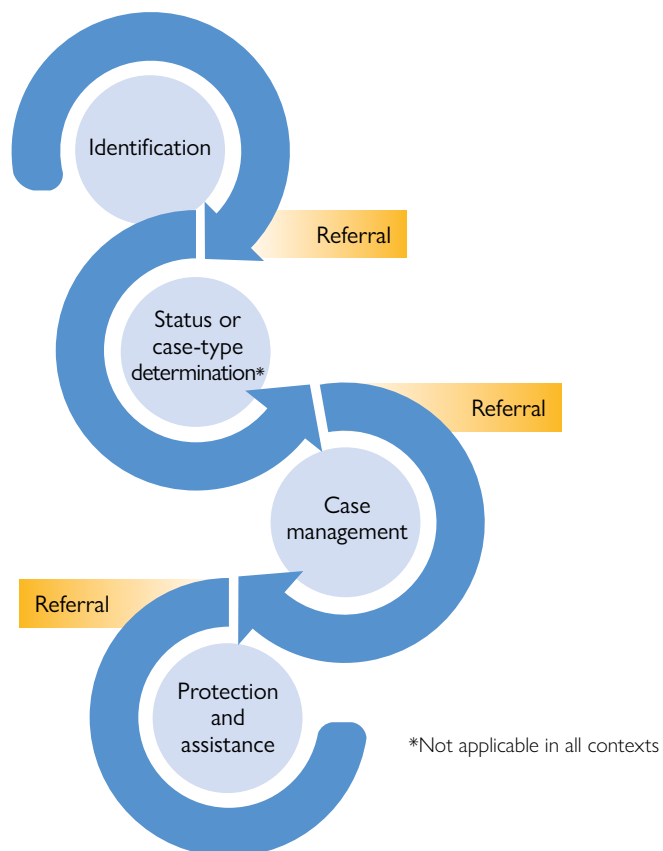 Identification
Referral
Status or
case-type
determination*
Referral
Case
management
Referral
Protection
and
assistance
*Not applicable in all contexts